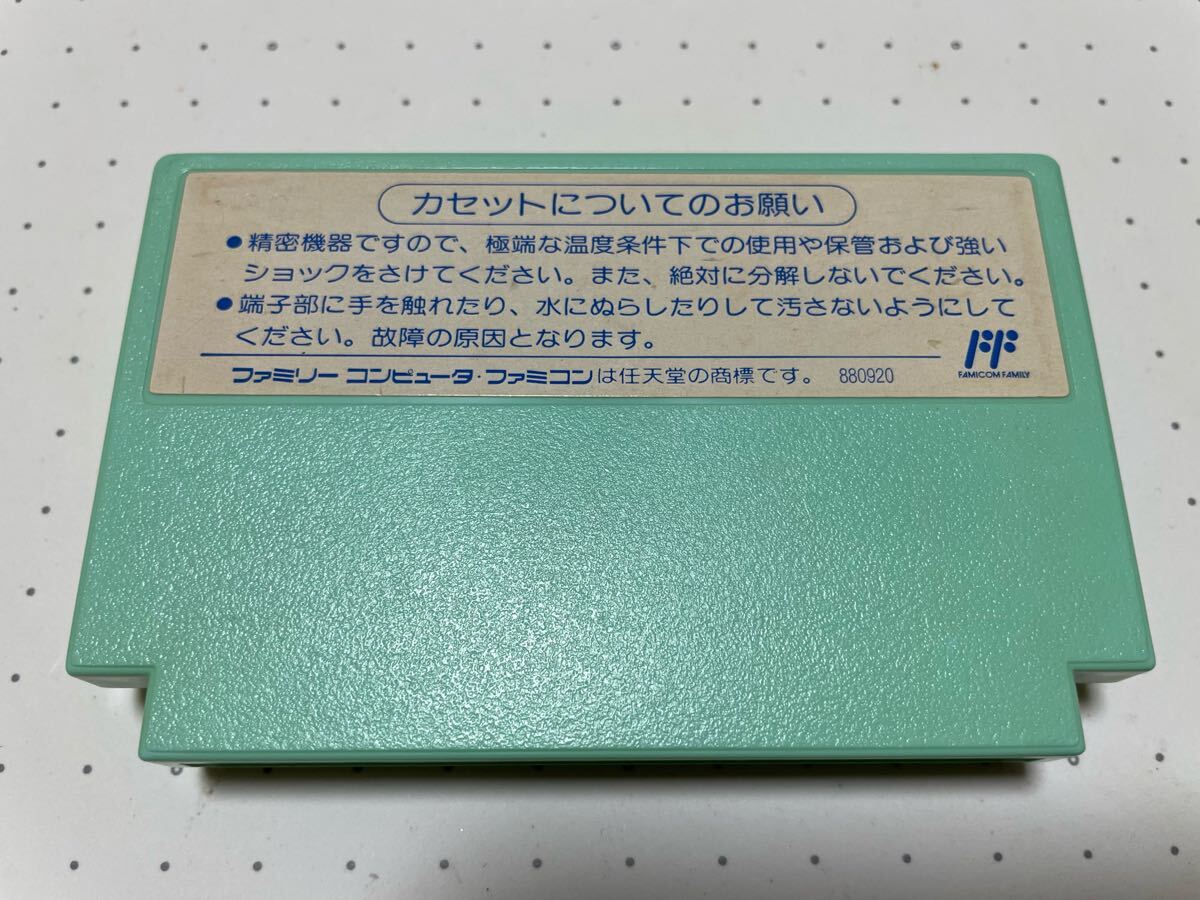 カセットについてのお願い
●精密機器ですので、極端な温度条件下での使用や保管および強い
ショックをさけてください。また、絶対に分解しないでください。
●端子部に手を触れたり、水にぬらしたりして汚さないようにして
ください。故障の原因となります。
FF
FAMICOM FAMILY
ファミリー コンピュータ・ファミコンは任天堂の商標です。 880920